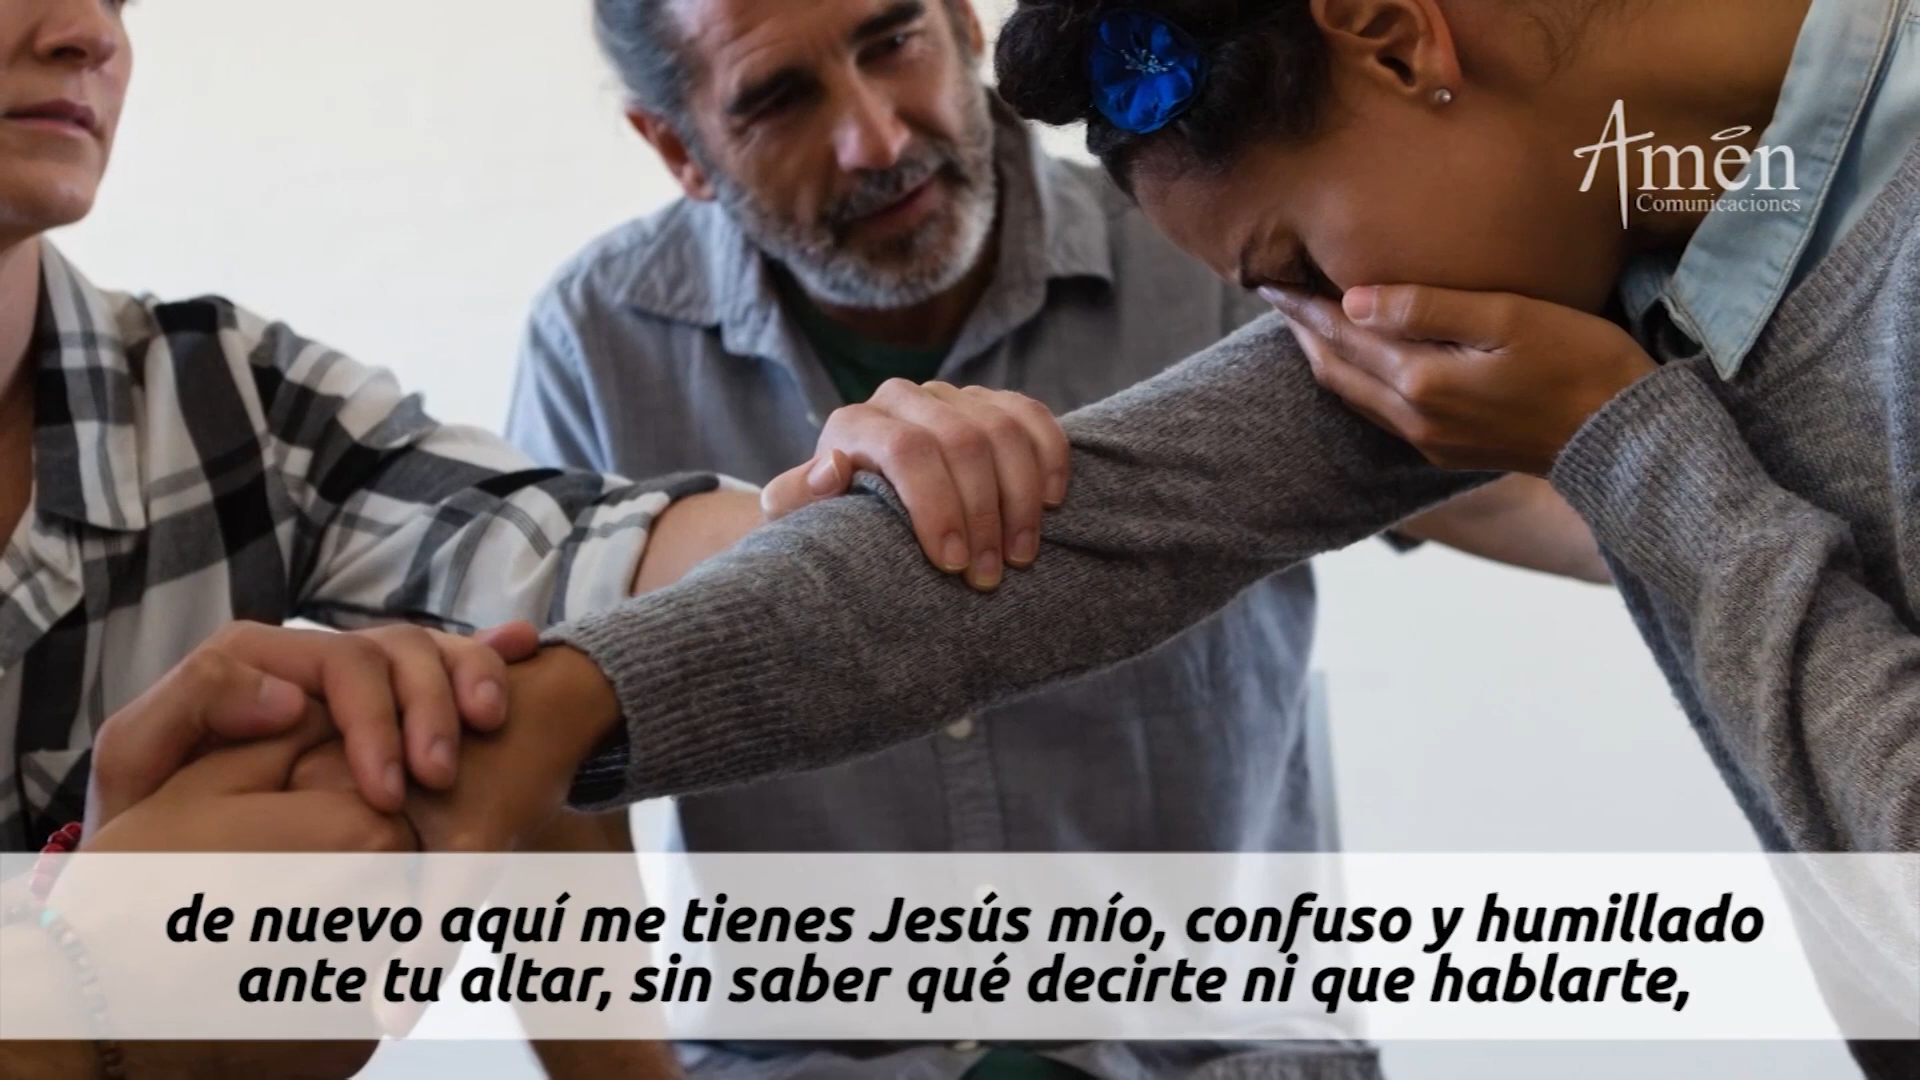 Amén
Comunicaciones
de nuevo aquí me tienes Jesús mío, confuso y humillado
ante tu altar, sin saber qué decirte ni que hablarte,